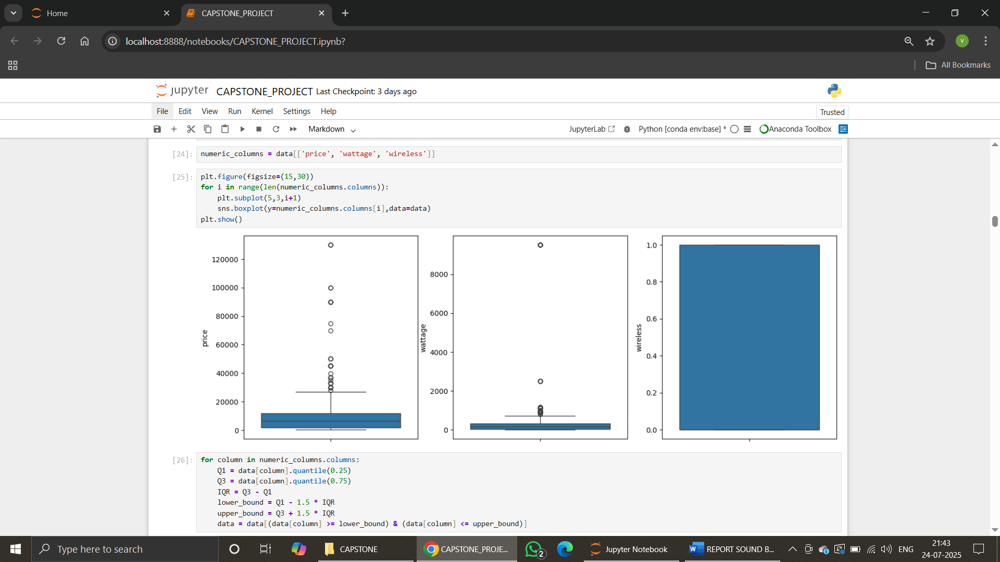 Home
CAPSTONE_PROJECT
localhost:8888/notebooks/CAPSTONE_PROJECT.ipynb?
V
All Bookmarks
jupyter CAPSTONE_PROJECT Last Checkpoint: 3 days ago
File Edit View Run Kernel Settings Help
Trusted
Markdown
JupyterLab
Python [conda env:base] *
Anaconda Toolbox
[24]: numeric_columns = data[['price', 'wattage', 'wireless']]
[25]: plt.figure(figsize=(15,30))
for i in range(len(numeric_columns.columns)):
    plt.subplot(5,3,i+1)
    sns.boxplot(y=numeric_columns.columns[i],data=data)
plt.show()
price
120000
100000
80000
60000
40000
20000
0
wattage
8000
6000
4000
2000
0
wireless
1.0
0.8
0.6
0.4
0.2
0.0
[26]: for column in numeric_columns.columns:
    Q1 = data[column].quantile(0.25)
    Q3 = data[column].quantile(0.75)
    IQR = Q3 - Q1
    lower_bound = Q1 - 1.5 * IQR
    upper_bound = Q3 + 1.5 * IQR
    data = data[(data[column] >= lower_bound) & (data[column] <= upper_bound)]
Type here to search
CAPSTONE
CAPSTONE_PROJE...
2
Jupyter Notebook
REPORT SOUND B...
ENG
21:43
24-07-2025